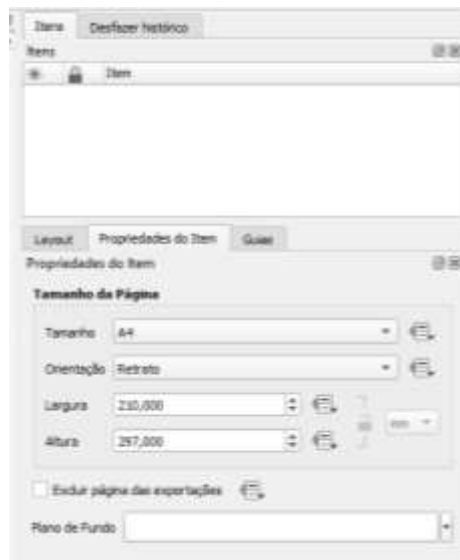 Itens Desfazer histórico
Itens
Item
Layout Propriedades do Item Guias
Propriedades do Item
Tamanho da Página
Tamanho A4
Orientação Retrato
Largura 210,000
mm
Altura 297,000
Excluir página das exportações
Plano de Fundo